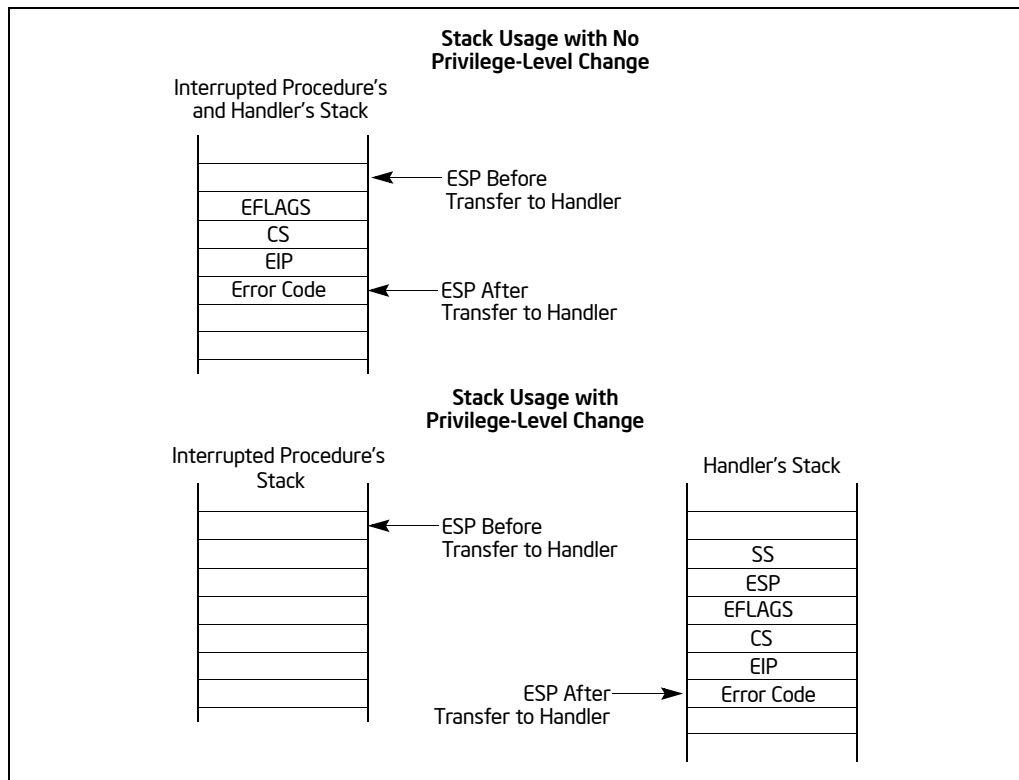 Stack Usage with No
Privilege-Level Change
Interrupted Procedure's
and Handler's Stack
ESP Before
Transfer to Handler
EFLAGS
CS
EIP
Error Code
ESP After
Transfer to Handler
Stack Usage with
Privilege-Level Change
Interrupted Procedure's
Stack
Handler's Stack
ESP Before
Transfer to Handler
SS
ESP
EFLAGS
CS
EIP
ESP After
Transfer to Handler
Error Code